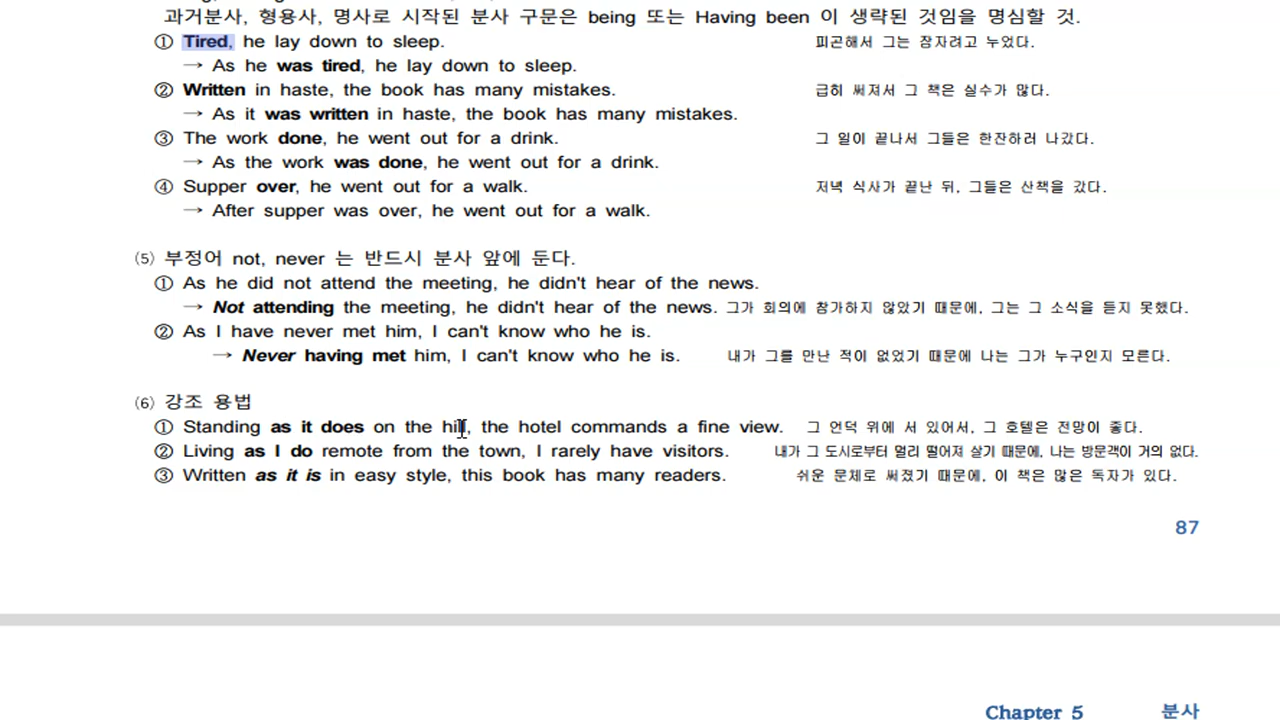 과거분사, 형용사, 명사로 시작된 분사 구문은 being 또는 Having been 이 생략된 것임을 명심할 것.
① Tired, he lay down to sleep. 피곤해서 그는 잠자려고 누었다.
→ As he was tired, he lay down to sleep.
② Written in haste, the book has many mistakes. 급히 써져서 그 책은 실수가 많다.
→ As it was written in haste, the book has many mistakes.
③ The work done, he went out for a drink. 그 일이 끝나서 그들은 한잔하러 나갔다.
→ As the work was done, he went out for a drink.
④ Supper over, he went out for a walk. 저녁 식사가 끝난 뒤, 그들은 산책을 갔다.
→ After supper was over, he went out for a walk.
(5) 부정어 not, never 는 반드시 분사 앞에 둔다.
① As he did not attend the meeting, he didn't hear of the news.
→ Not attending the meeting, he didn't hear of the news. 그가 회의에 참가하지 않았기 때문에, 그는 그 소식을 듣지 못했다.
② As I have never met him, I can't know who he is.
→ Never having met him, I can't know who he is. 내가 그를 만난 적이 없었기 때문에 나는 그가 누구인지 모른다.
(6) 강조 용법
① Standing as it does on the hill, the hotel commands a fine view. 그 언덕 위에 서 있어서, 그 호텔은 전망이 좋다.
② Living as I do remote from the town, I rarely have visitors. 내가 그 도시로부터 멀리 떨어져 살기 때문에, 나는 방문객이 거의 없다.
③ Written as it is in easy style, this book has many readers. 쉬운 문체로 써졌기 때문에, 이 책은 많은 독자가 있다.
87
Chapter 5 분사